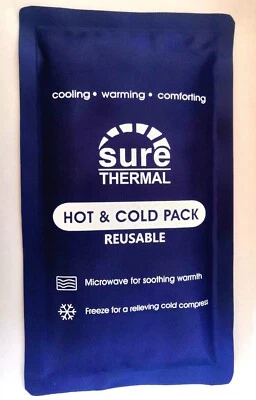 cooling • warming • comforting
sure
THERMAL
HOT & COLD PACK
REUSABLE
Microwave for soothing warmth
Freeze for a relieving cold compress